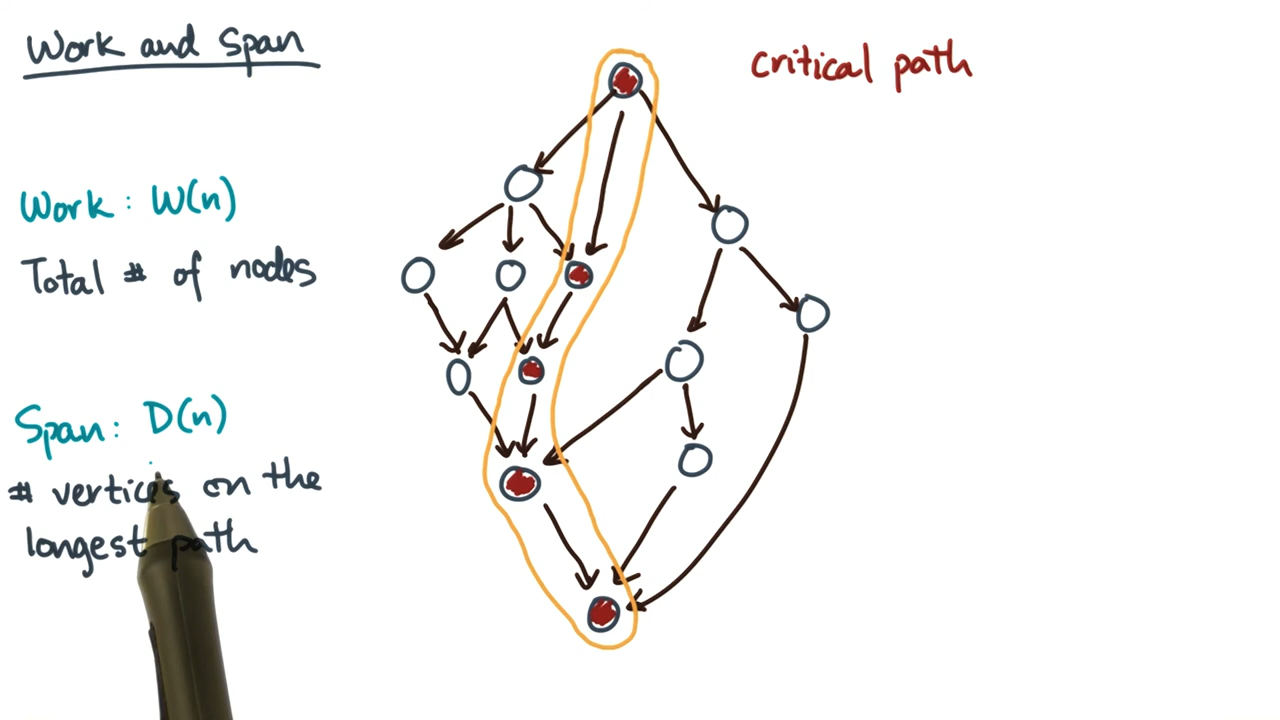 Work and Span
critical path
Work: W(n)
Total # of nodes
Span: D(n)
# vertices on the
longest path